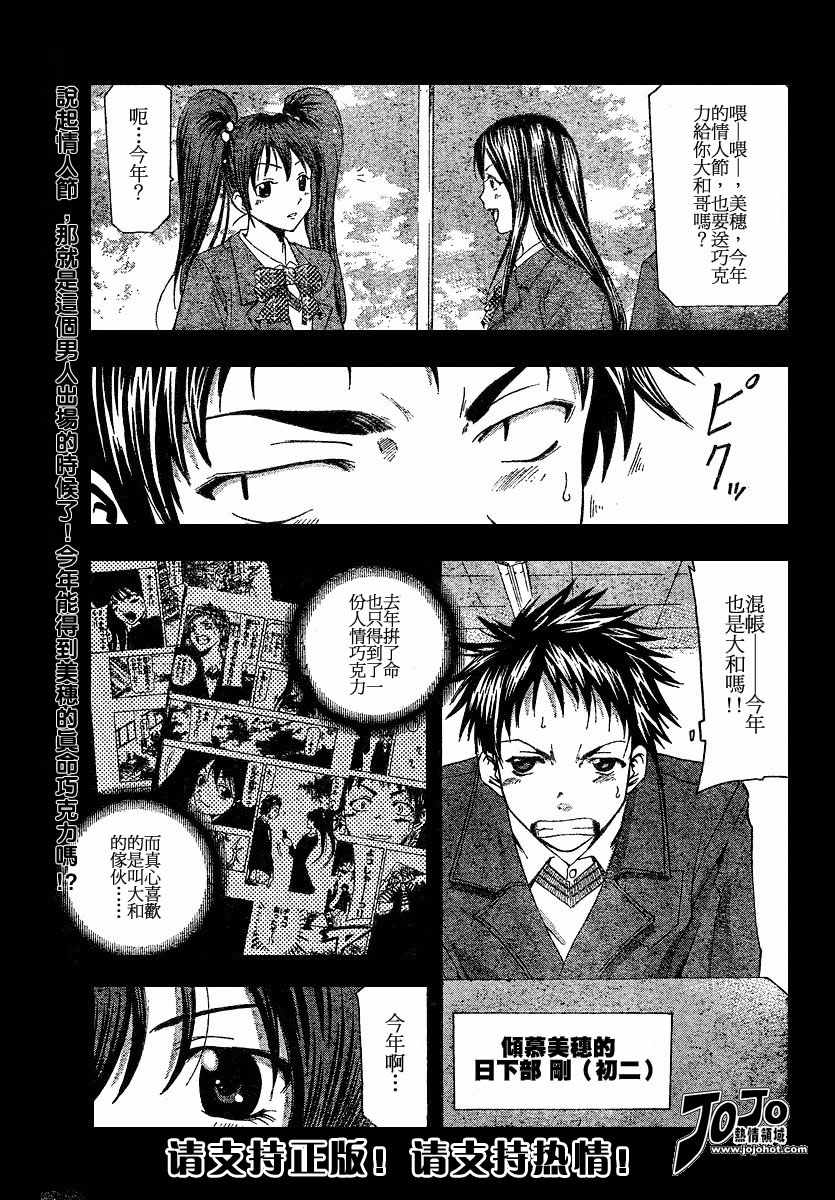 說起情人節，那就是這個男人出場的時候了！今年能得到美穗的真命巧克力嗎!?
喂—喂—，美穗，今年
的情人節，也要送巧克
力給你大和哥嗎？
呃…今年？
ピクッ
混帳——今年
也是大和嗎!!
去年拼了命
也只得到了一
份人情巧克力
而真心喜歡
的是叫大和
的傢伙……
傾慕美穗的
日下部 剛（初二）
今年啊…
JOJO
熱情領域
www.jojohot.com
请支持正版！请支持热情！